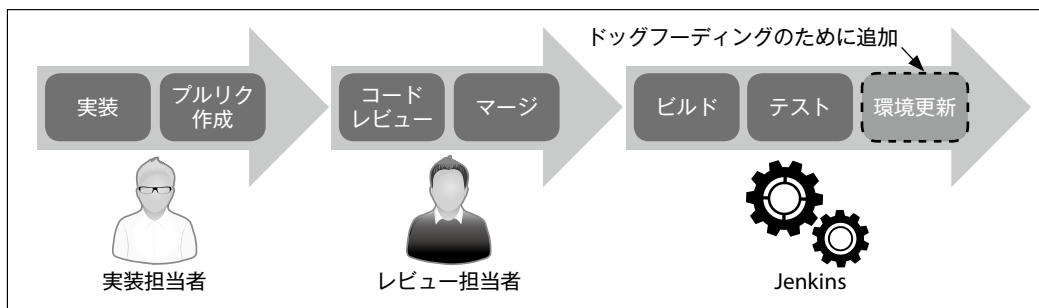 ドッグフーディングのために追加
実装
プルリク
作成
コード
レビュー
マージ
ビルド
テスト
環境更新
実装担当者
レビュー担当者
Jenkins